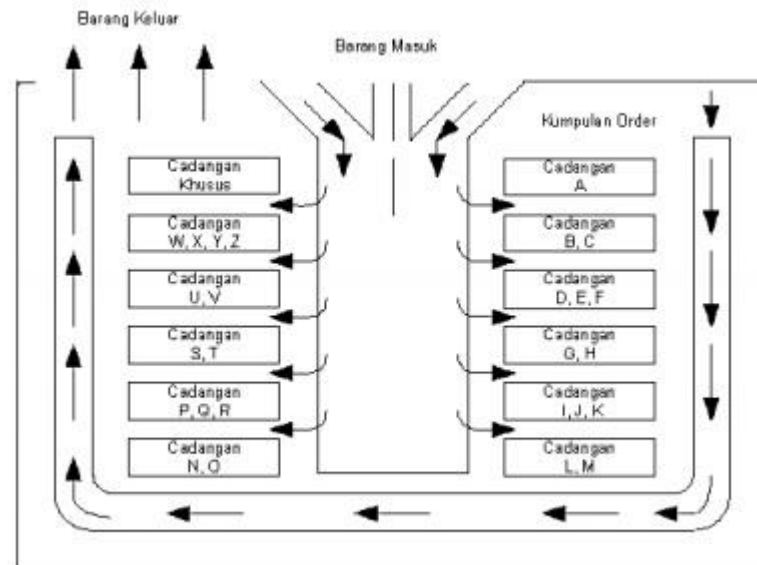 Barang Keluar
Barang Masuk
Kumpulan Order
Cadangan
Khusus
Cadangan
A
Cadangan
W, X, Y, Z
Cadangan
B, C
Cadangan
U, V
Cadangan
D, E, F
Cadangan
S, T
Cadangan
G, H
Cadangan
P, Q, R
Cadangan
I, J, K
Cadangan
N, O
Cadangan
L, M